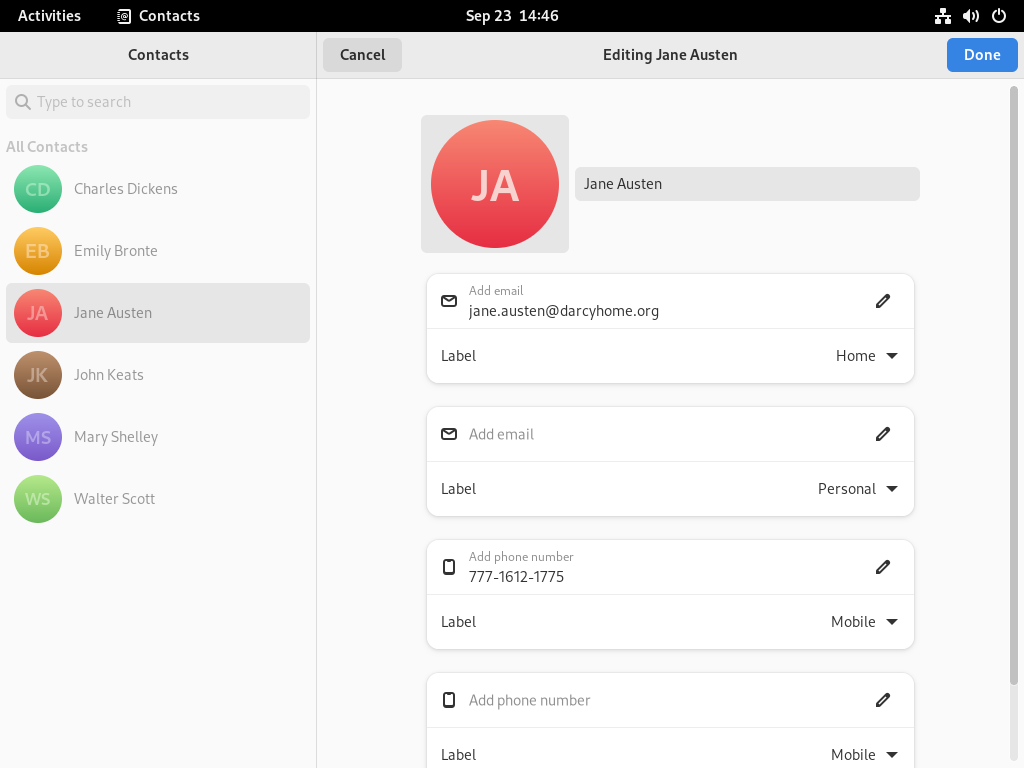 Activities
Contacts
Sep 23 14:46
Contacts
Cancel
Editing Jane Austen
Done
Type to search
All Contacts
CD
Charles Dickens
EB
Emily Bronte
JA
Jane Austen
JK
John Keats
MS
Mary Shelley
WS
Walter Scott
JA
Jane Austen
Add email
jane.austen@darcyhome.org
Label
Home
Add email
Label
Personal
Add phone number
777-1612-1775
Label
Mobile
Add phone number
Label
Mobile